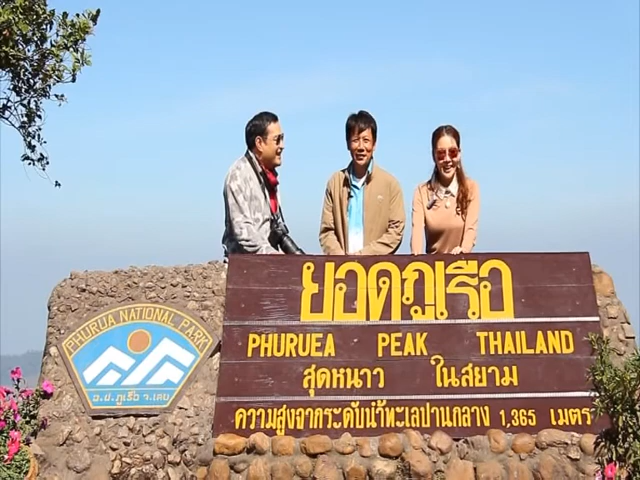 ยอดภูเรือ
PHURUEA PEAK THAILAND
สุดหนาว ในสยาม
ความสูงจากระดับน้ำทะเลปานกลาง 1,365 เมตร
PHURUA NATIONAL PARK
อ.ช.ภูเรือ จ.เลย